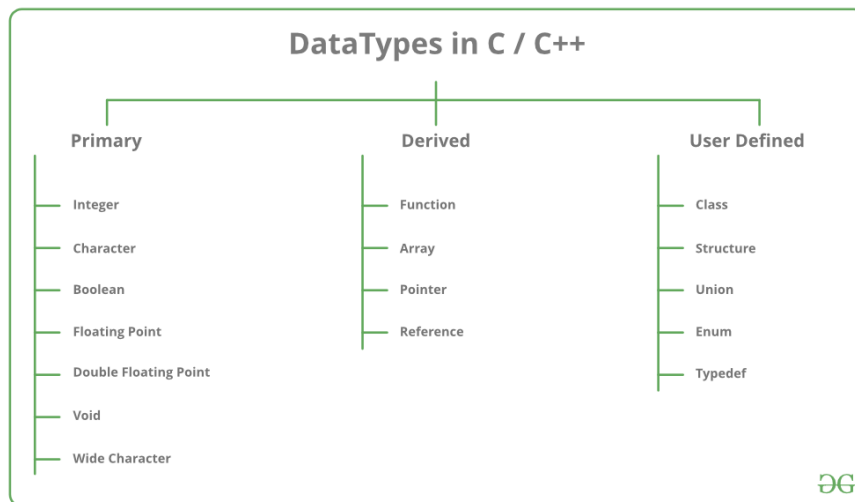 DataTypes in C / C++
Primary
Integer
Character
Boolean
Floating Point
Double Floating Point
Void
Wide Character
Derived
Function
Array
Pointer
Reference
User Defined
Class
Structure
Union
Enum
Typedef